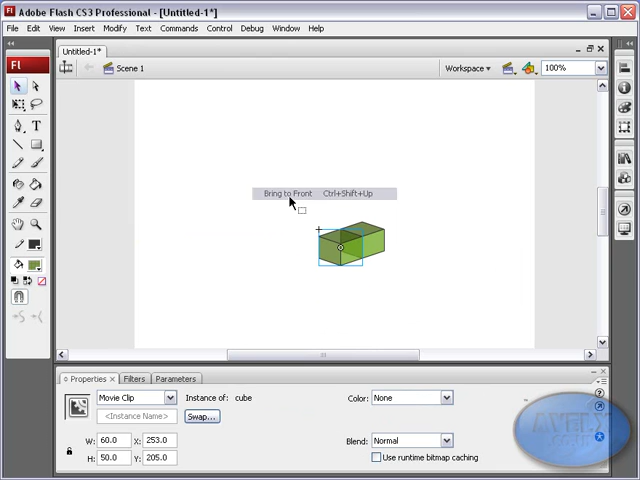 Fl Adobe Flash CS3 Professional - [Untitled-1*]
File Edit View Insert Modify Text Commands Control Debug Window Help
Untitled-1*
Fl
Scene 1 Workspace 100%
T
Bring to Front Ctrl+Shift+Up
Properties Filters Parameters
Movie Clip Instance of: cube Color: None
<Instance Name> Swap...
W: 60.0 X: 253.0 Blend: Normal
H: 50.0 Y: 205.0 Use runtime bitmap caching